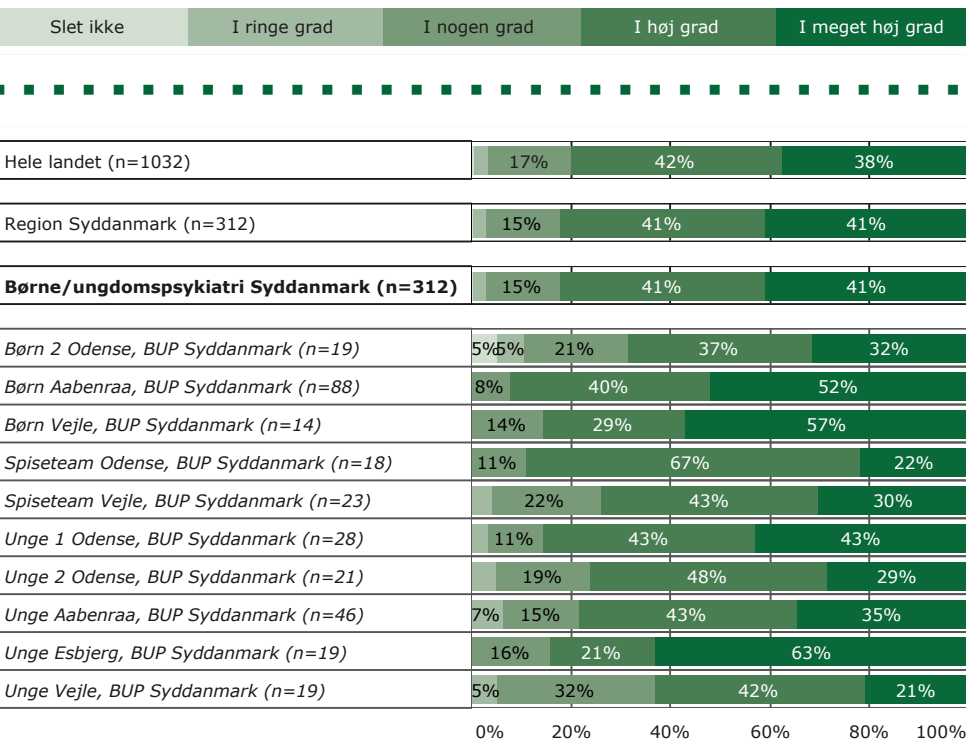 Slet ikke I ringe grad I nogen grad I høj grad I meget høj grad
Hele landet (n=1032) 17% 42% 38%
Region Syddanmark (n=312) 15% 41% 41%
Børne/ungdomspsykiatri Syddanmark (n=312) 15% 41% 41%
Børn 2 Odense, BUP Syddanmark (n=19) 5% 5% 21% 37% 32%
Børn Aabenraa, BUP Syddanmark (n=88) 8% 40% 52%
Børn Vejle, BUP Syddanmark (n=14) 14% 29% 57%
Spiseteam Odense, BUP Syddanmark (n=18) 11% 67% 22%
Spiseteam Vejle, BUP Syddanmark (n=23) 22% 43% 30%
Unge 1 Odense, BUP Syddanmark (n=28) 11% 43% 43%
Unge 2 Odense, BUP Syddanmark (n=21) 19% 48% 29%
Unge Aabenraa, BUP Syddanmark (n=46) 7% 15% 43% 35%
Unge Esbjerg, BUP Syddanmark (n=19) 16% 21% 63%
Unge Vejle, BUP Syddanmark (n=19) 5% 32% 42% 21%
0% 20% 40% 60% 80% 100%